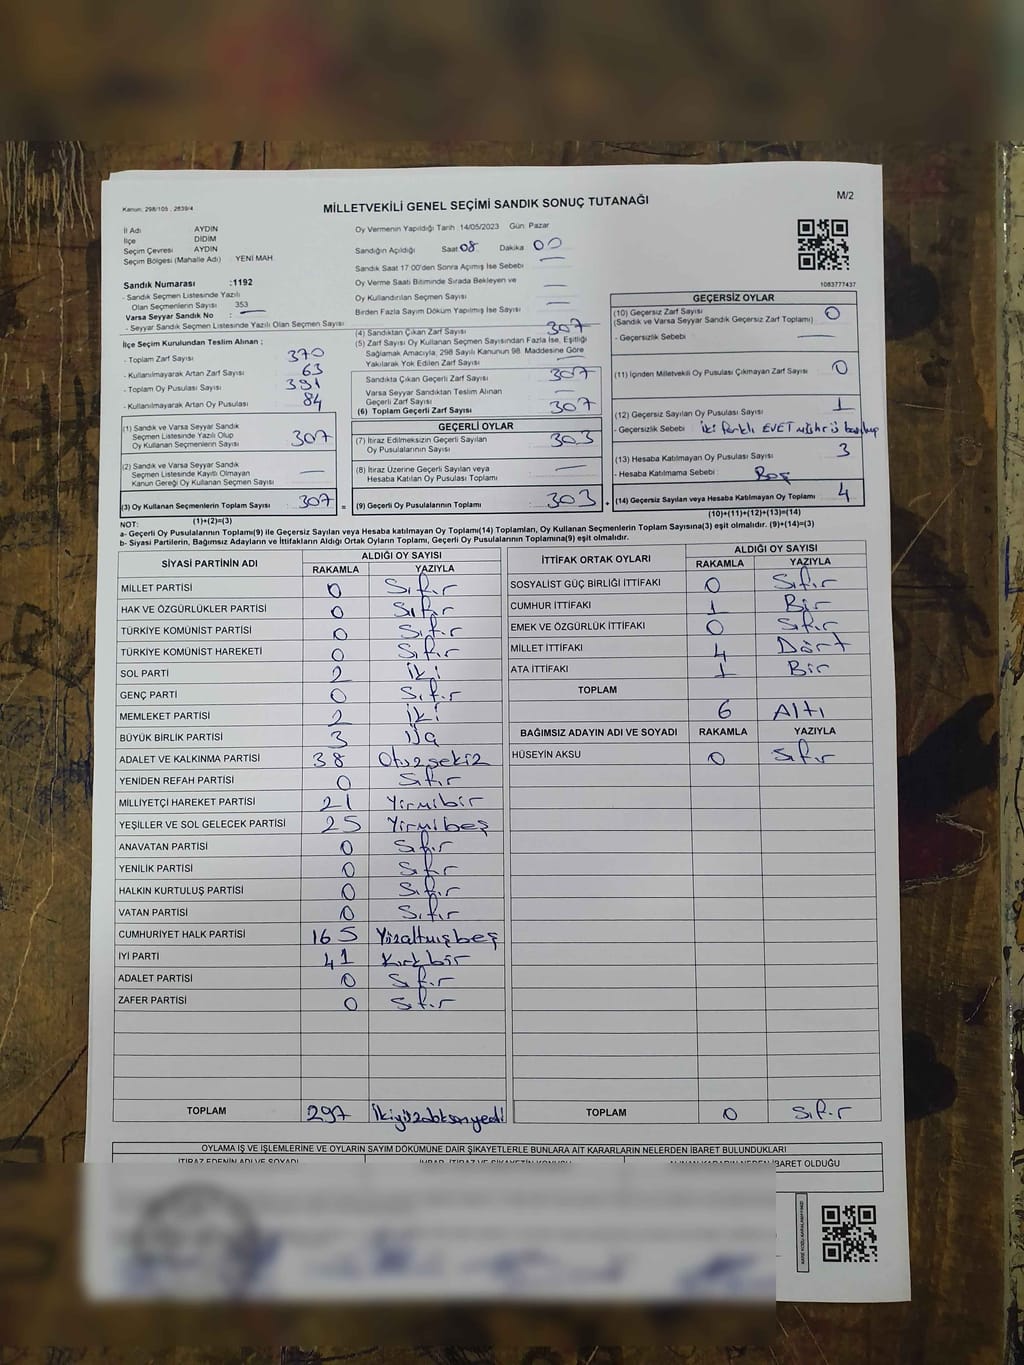 Kanun: 298/105 , 2839/4
MİLLETVEKİLİ GENEL SEÇİMİ SANDIK SONUÇ TUTANAĞI
M/2
İl Adı AYDIN
İlçe DİDİM
Seçim Çevresi AYDIN
Seçim Bölgesi (Mahalle Adı) : YENİ MAH.
Sandık Numarası :1192
- Sandık Seçmen Listesinde Yazılı
Olan Seçmenlerin Sayısı 353
Varsa Seyyar Sandık No : —
- Seyyar Sandık Seçmen Listesinde Yazılı Olan Seçmen Sayısı
Oy Vermenin Yapıldığı Tarih : 14/05/2023 Gün: Pazar
Sandığın Açıldığı Saat 08 Dakika 00
Sandık Saat 17:00'den Sonra Açılmış İse Sebebi —
Oy Verme Saati Bitiminde Sırada Bekleyen ve
Oy Kullandırılan Seçmen Sayısı —
Birden Fazla Sayım Döküm Yapılmış İse Sayısı —
1083777437
İlçe Seçim Kurulundan Teslim Alınan ;
- Toplam Zarf Sayısı 370
- Kullanılmayarak Artan Zarf Sayısı 63
- Toplam Oy Pusulası Sayısı 391
- Kullanılmayarak Artan Oy Pusulası 84
(1) Sandık ve Varsa Seyyar Sandık
Seçmen Listesinde Yazılı Olup
Oy Kullanan Seçmenlerin Sayısı 307
(2) Sandık ve Varsa Seyyar Sandık
Seçmen Listesinde Kayıtlı Olmayan
Kanun Gereği Oy Kullanan Seçmen Sayısı —
(3) Oy Kullanan Seçmenlerin Toplam Sayısı 307 =
(1)+(2)=(3)
(4) Sandıktan Çıkan Zarf Sayısı 307
(5) Zarf Sayısı Oy Kullanan Seçmen Sayısından Fazla İse, Eşitliği
Sağlamak Amacıyla, 298 Sayılı Kanunun 98. Maddesine Göre
Yakılarak Yok Edilen Zarf Sayısı —
Sandıkta Çıkan Geçerli Zarf Sayısı 307
Varsa Seyyar Sandıktan Teslim Alınan
Geçerli Zarf Sayısı —
(6) Toplam Geçerli Zarf Sayısı 307
GEÇERLİ OYLAR
(7) İtiraz Edilmeksizin Geçerli Sayılan
Oy Pusulalarının Sayısı 303
(8) İtiraz Üzerine Geçerli Sayılan veya
Hesaba Katılan Oy Pusulaları Toplamı —
(9) Geçerli Oy Pusulalarının Toplamı 303 +
GEÇERSİZ OYLAR
(10) Geçersiz Zarf Sayısı 0
(Sandık ve Varsa Seyyar Sandık Geçersiz Zarf Toplamı)
- Geçersizlik Sebebi : —
(11) İçinden Milletvekili Oy Pusulası Çıkmayan Zarf Sayısı 0
(12) Geçersiz Sayılan Oy Pusulası Sayısı 1
- Geçersizlik Sebebi : iki farklı EVET mührü
(13) Hesaba Katılmayan Oy Pusulası Sayısı 3
- Hesaba Katılmama Sebebi : Boş
(14) Geçersiz Sayılan veya Hesaba Katılmayan Oy Toplamı 4
(10)+(11)+(12)+(13)=(14)
NOT:
a- Geçerli Oy Pusulalarının Toplamı(9) ile Geçersiz Sayılan veya Hesaba katılmayan Oy Toplamı(14) Toplamları, Oy Kullanan Seçmenlerin Toplam Sayısına(3) eşit olmalıdır. (9)+(14)=(3)
b- Siyasi Partilerin, Bağımsız Adayların ve İttifakların Aldığı Ortak Oyların Toplamı, Geçerli Oy Pusulalarının Toplamına(9) eşit olmalıdır.
SİYASİ PARTİNİN ADI ALDIĞI OY SAYISI
RAKAMLA YAZIYLA
MİLLET PARTİSİ 0 Sıfır
HAK VE ÖZGÜRLÜKLER PARTİSİ 0 Sıfır
TÜRKİYE KOMÜNİST PARTİSİ 0 Sıfır
TÜRKİYE KOMÜNİST HAREKETİ 0 Sıfır
SOL PARTİ 2 İki
GENÇ PARTİ 0 Sıfır
MEMLEKET PARTİSİ 2 İki
BÜYÜK BİRLİK PARTİSİ 3 Üç
ADALET VE KALKINMA PARTİSİ 38 Otuzsekiz
YENİDEN REFAH PARTİSİ 0 Sıfır
MİLLİYETÇİ HAREKET PARTİSİ 21 Yirmibir
YEŞİLLER VE SOL GELECEK PARTİSİ 25 Yirmibeş
ANAVATAN PARTİSİ 0 Sıfır
YENİLİK PARTİSİ 0 Sıfır
HALKIN KURTULUŞ PARTİSİ 0 Sıfır
VATAN PARTİSİ 0 Sıfır
CUMHURİYET HALK PARTİSİ 165 Yüzaltmışbeş
İYİ PARTİ 41 Kırkbir
ADALET PARTİSİ 0 Sıfır
ZAFER PARTİSİ 0 Sıfır
TOPLAM 297 İkiyüzdoksanyedi
İTTİFAK ORTAK OYLARI ALDIĞI OY SAYISI
RAKAMLA YAZIYLA
SOSYALİST GÜÇ BİRLİĞİ İTTİFAKI 0 Sıfır
CUMHUR İTTİFAKI 1 Bir
EMEK VE ÖZGÜRLÜK İTTİFAKI 0 Sıfır
MİLLET İTTİFAKI 4 Dört
ATA İTTİFAKI 1 Bir
TOPLAM
6 Altı
BAĞIMSIZ ADAYIN ADI VE SOYADI RAKAMLA YAZIYLA
HÜSEYİN AKSU 0 Sıfır
TOPLAM 0 Sıfır
OYLAMA İŞ VE İŞLEMLERİNE VE OYLARIN SAYIM DÖKÜMÜNE DAİR ŞİKAYETLERLE BUNLARA AİT KARARLARIN NELERDEN İBARET BULUNDUKLARI
İTİRAZ EDENİN ADI VE SOYADI İHBAR, İTİRAZ VE ŞİKAYETİN KONUSU ALINAN KARARIN NEDEN İBARET OLDUĞU